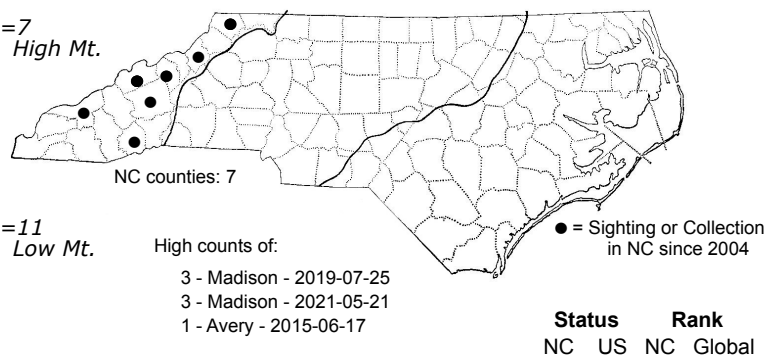 =7
High Mt.
NC counties: 7
=11
Low Mt.
High counts of:
3 - Madison - 2019-07-25
3 - Madison - 2021-05-21
1 - Avery - 2015-06-17
● = Sighting or Collection
in NC since 2004
Status Rank
NC US NC Global